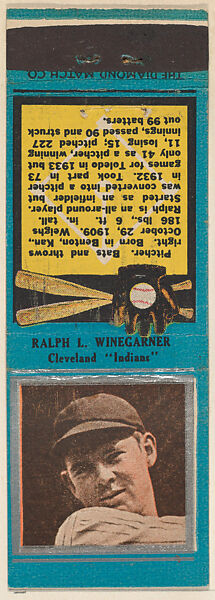 THE DIAMOND MATCH CO.
Pitcher. Bats and throws
right. Born in Benton, Kan.,
October 29, 1909. Weighs
186 lbs., 6 ft. in. tall.
Ralph is an all-around player.
Started as an infielder but
was converted into a pitcher
in 1932. Took part in 73
games for Toledo in 1933 but
only 41 as a pitcher, winning
11, losing 15; pitched 227
innings, passed 90 and struck
out 99 batters.
RALPH L. WINEGARNER
Cleveland "Indians"